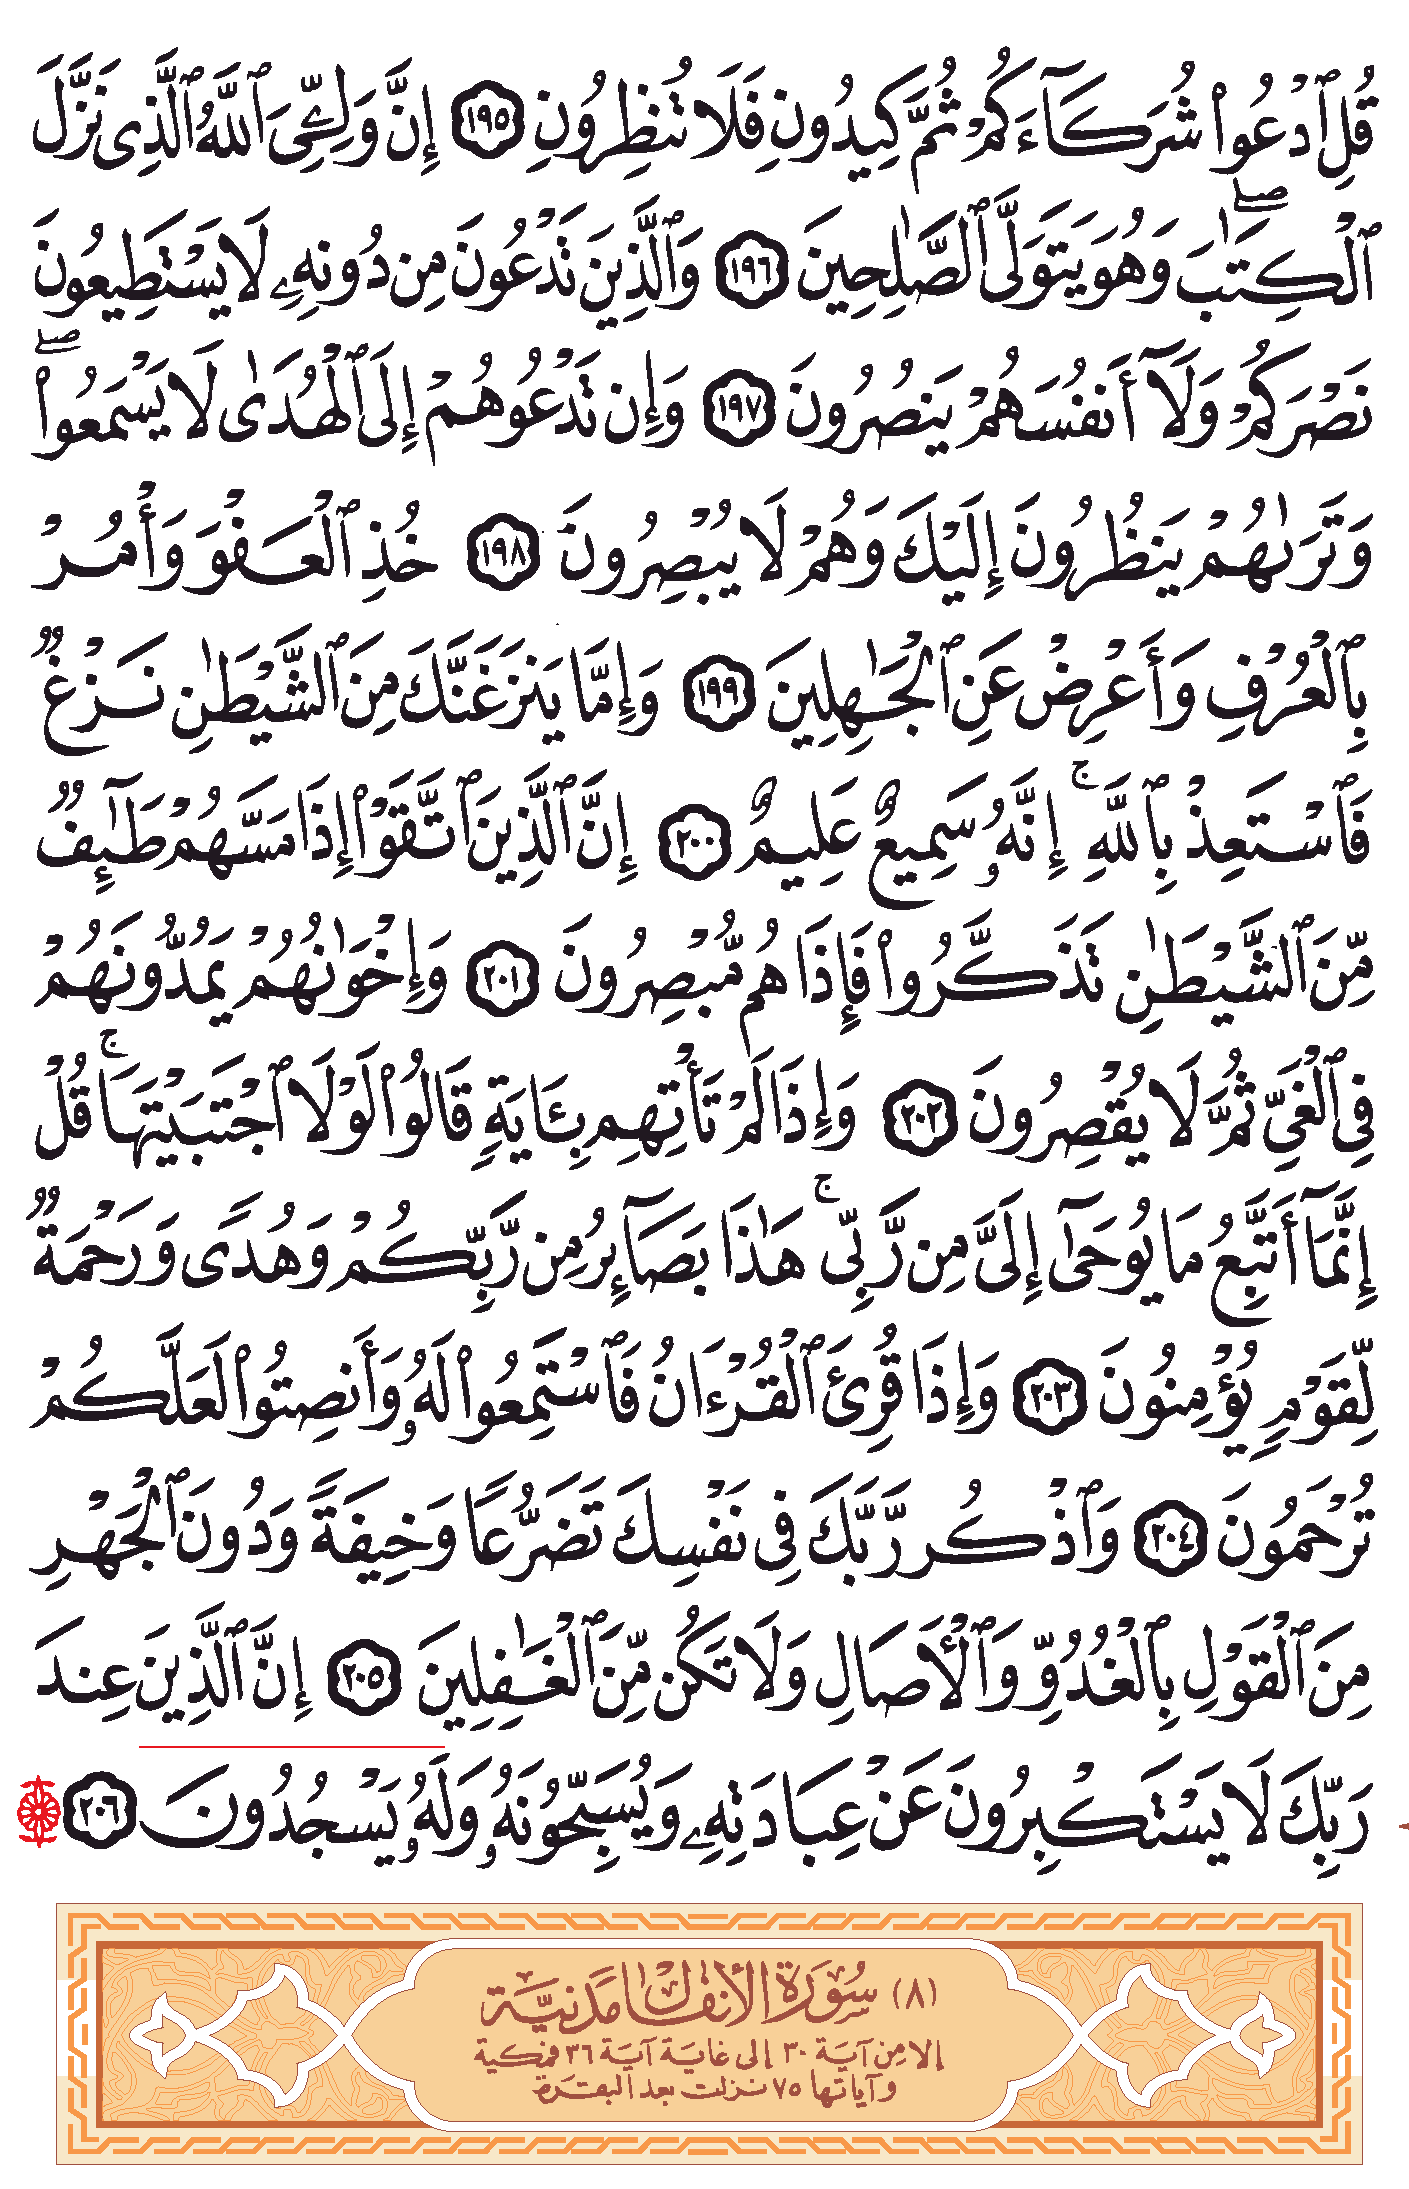 قُلِ ٱدْعُوا۟ شُرَكَآءَكُمْ ثُمَّ كِيدُونِ فَلَا تُنظِرُونِ ١٩٥ إِنَّ وَلِـِّۧىَ ٱللَّهُ ٱلَّذِى نَزَّلَ
ٱلْكِتَٰبَ ۖ وَهُوَ يَتَوَلَّى ٱلصَّٰلِحِينَ ١٩٦ وَٱلَّذِينَ تَدْعُونَ مِن دُونِهِۦ لَا يَسْتَطِيعُونَ
نَصْرَكُمْ وَلَآ أَنفُسَهُمْ يَنصُرُونَ ١٩٧ وَإِن تَدْعُوهُمْ إِلَى ٱلْهُدَىٰ لَا يَسْمَعُوا۟ ۖ
وَتَرَىٰهُمْ يَنظُرُونَ إِلَيْكَ وَهُمْ لَا يُبْصِرُونَ ١٩٨ خُذِ ٱلْعَفْوَ وَأْمُرْ
بِٱلْعُرْفِ وَأَعْرِضْ عَنِ ٱلْجَٰهِلِينَ ١٩٩ وَإِمَّا يَنزَغَنَّكَ مِنَ ٱلشَّيْطَٰنِ نَزْغٌ
فَٱسْتَعِذْ بِٱللَّهِ ۚ إِنَّهُۥ سَمِيعٌ عَلِيمٌ ٢٠٠ إِنَّ ٱلَّذِينَ ٱتَّقَوْا۟ إِذَا مَسَّهُمْ طَٰٓئِفٌ
مِّنَ ٱلشَّيْطَٰنِ تَذَكَّرُوا۟ فَإِذَا هُم مُّبْصِرُونَ ٢٠١ وَإِخْوَٰنُهُمْ يَمُدُّونَهُمْ
فِى ٱلْغَىِّ ثُمَّ لَا يُقْصِرُونَ ٢٠٢ وَإِذَا لَمْ تَأْتِهِم بِـَٔايَةٍ قَالُوا۟ لَوْلَا ٱجْتَبَيْتَهَا ۚ قُلْ
إِنَّمَآ أَتَّبِعُ مَا يُوحَىٰٓ إِلَىَّ مِن رَّبِّى ۚ هَٰذَا بَصَآئِرُ مِن رَّبِّكُمْ وَهُدًى وَرَحْمَةٌ
لِّقَوْمٍ يُؤْمِنُونَ ٢٠٣ وَإِذَا قُرِئَ ٱلْقُرْءَانُ فَٱسْتَمِعُوا۟ لَهُۥ وَأَنصِتُوا۟ لَعَلَّكُمْ
تُرْحَمُونَ ٢٠٤ وَٱذْكُر رَّبَّكَ فِى نَفْسِكَ تَضَرُّعًا وَخِيفَةً وَدُونَ ٱلْجَهْرِ
مِنَ ٱلْقَوْلِ بِٱلْغُدُوِّ وَٱلْـَٔاصَالِ وَلَا تَكُن مِّنَ ٱلْغَٰفِلِينَ ٢٠٥ إِنَّ ٱلَّذِينَ عِندَ
رَبِّكَ لَا يَسْتَكْبِرُونَ عَنْ عِبَادَتِهِۦ وَيُسَبِّحُونَهُۥ وَلَهُۥ يَسْجُدُونَ ٢٠٦
(٨) سُورَة الأنفال مَدَنيَّة
إلا من آية ٣٠ إلى غاية آية ٣٦ فمكية
وآياتها ٧٥ نزلت بعد البقرة